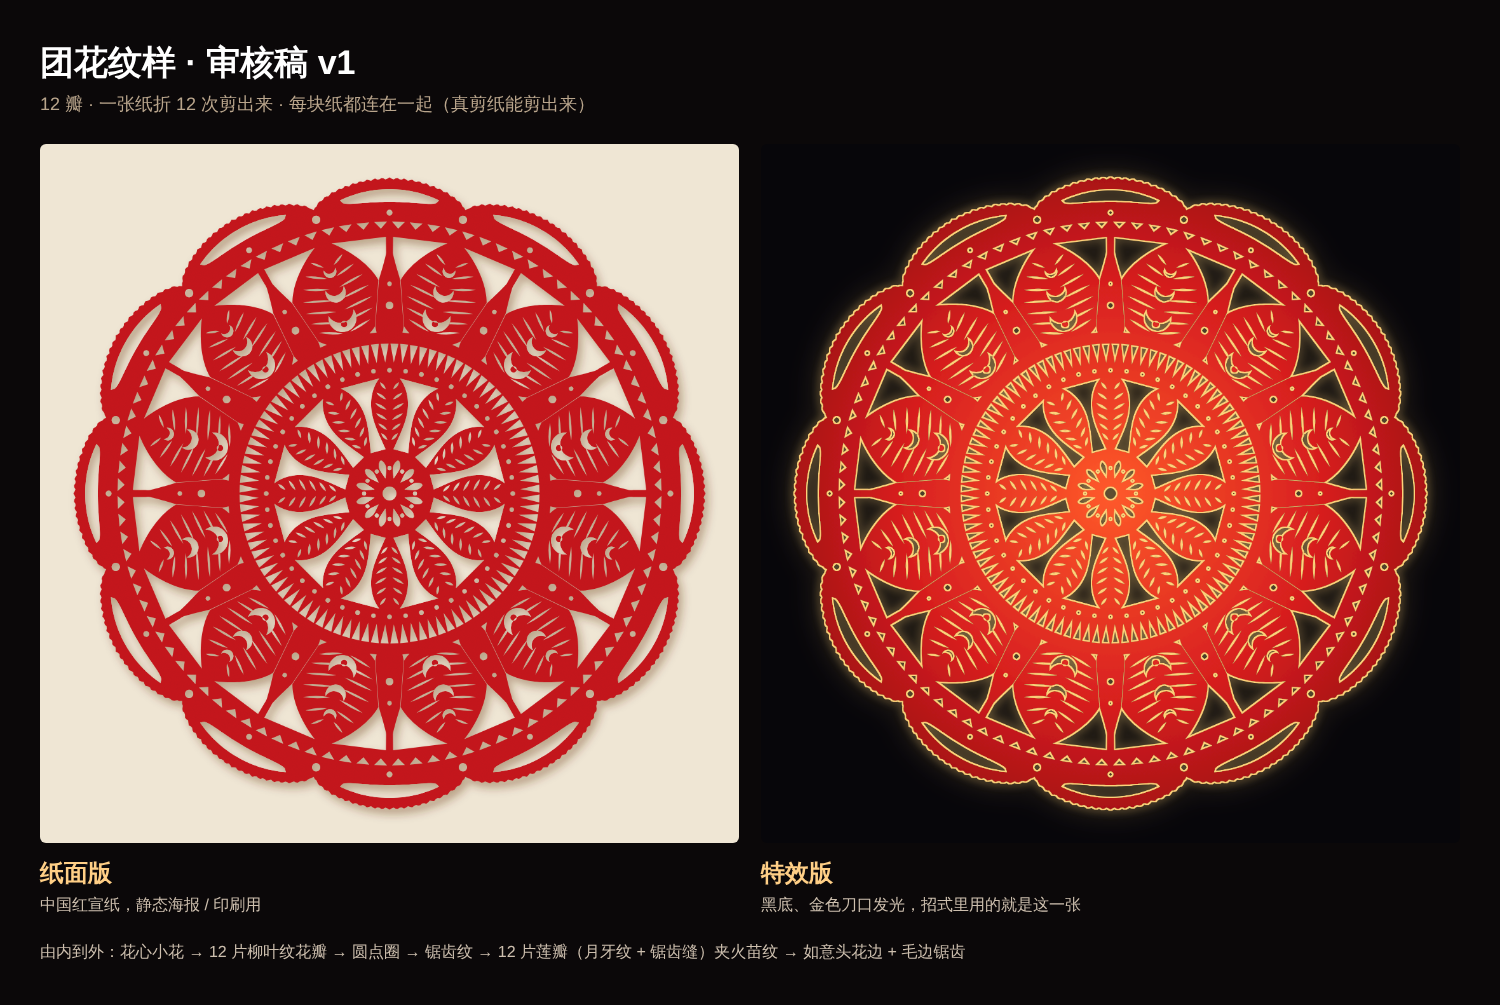 团花纹样 · 审核稿 v1
12 瓣 · 一张纸折 12 次剪出来 · 每块纸都连在一起（真剪纸能剪出来）
纸面版
中国红宣纸，静态海报 / 印刷用
特效版
黑底、金色刀口发光，招式里用的就是这一张
由内到外：花心小花 → 12 片柳叶纹花瓣 → 圆点圈 → 锯齿纹 → 12 片莲瓣（月牙纹 + 锯齿缝）夹火苗纹 → 如意头花边 + 毛边锯齿